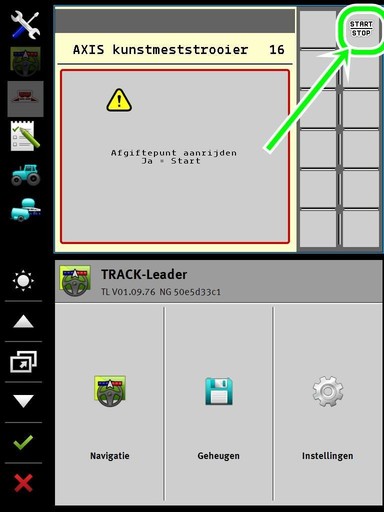 START
STOP
AXIS kunstmeststrooier 16
Afgiftepunt aanrijden
Ja = Start
TRACK-Leader
TL V01.09.76 NG 50e5d33c1
Navigatie
Geheugen
Instellingen